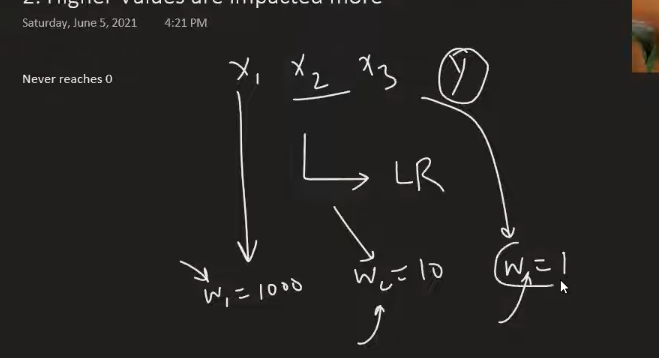 2. Higher Values are impacted more
Saturday, June 5, 2021 4:21 PM
Never reaches 0
x₁ x₂ x₃ Y
LR
w₁ = 1000 w₂ = 10 w = 1